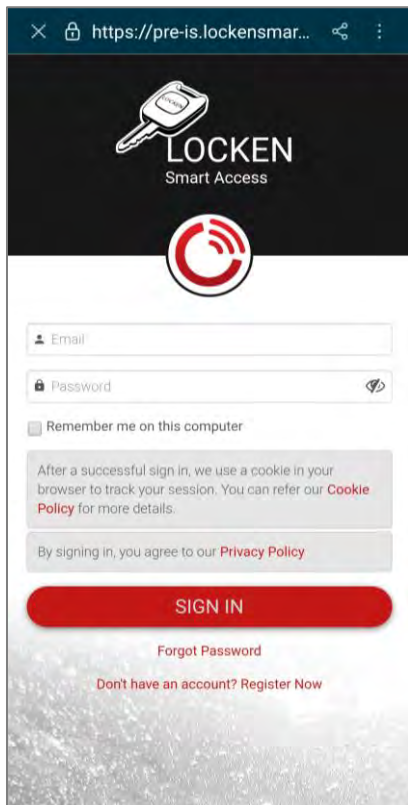 https://pre-is.lockensmar...
LOCKEN
LOCKEN
Smart Access
Email
Password
Remember me on this computer
After a successful sign in, we use a cookie in your
browser to track your session. You can refer our Cookie
Policy for more details.
By signing in, you agree to our Privacy Policy
SIGN IN
Forgot Password
Don't have an account? Register Now